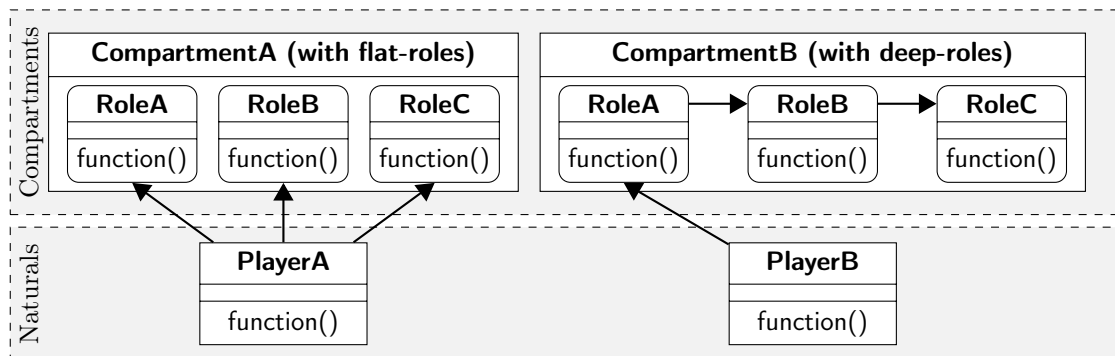 Compartments
CompartmentA (with flat-roles)
RoleA
function()
RoleB
function()
RoleC
function()
CompartmentB (with deep-roles)
RoleA
function()
RoleB
function()
RoleC
function()
Naturals
PlayerA
function()
PlayerB
function()